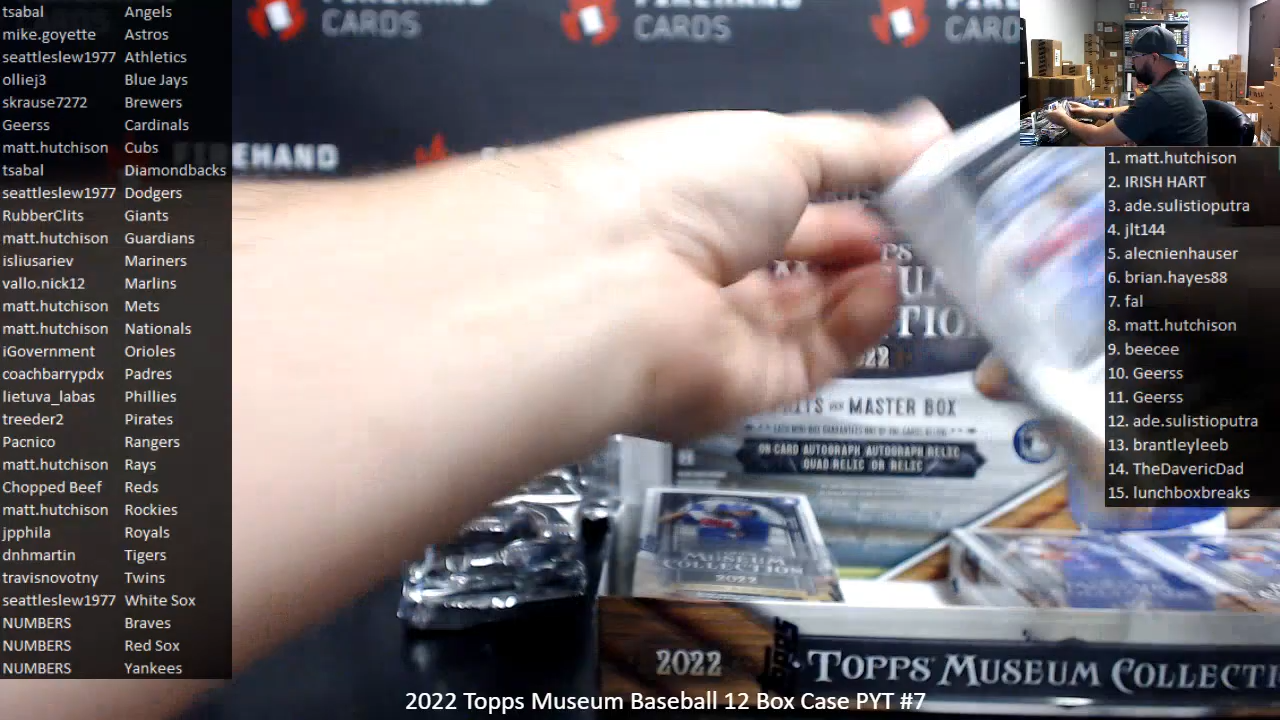 tsabal Angels
mike.goyette Astros
seattleslew1977 Athletics
olliej3 Blue Jays
skrause7272 Brewers
Geerss Cardinals
matt.hutchison Cubs
tsabal Diamondbacks
seattleslew1977 Dodgers
RubberClits Giants
matt.hutchison Guardians
isliusariev Mariners
vallo.nick12 Marlins
matt.hutchison Mets
matt.hutchison Nationals
iGovernment Orioles
coachbarrypdx Padres
lietuva_labas Phillies
treeder2 Pirates
Pacnico Rangers
matt.hutchison Rays
Chopped Beef Reds
matt.hutchison Rockies
jpphila Royals
dnhmartin Tigers
travisnovotny Twins
seattleslew1977 White Sox
NUMBERS Braves
NUMBERS Red Sox
NUMBERS Yankees
CARDS
CARDS
CARD
EHAND
MASTER BOX
ON CARD AUTOGRAPH, AUTOGRAPH RELIC
QUAD RELIC OR RELIC
MUSEUM
COLLECTION
2022
2022 TOPPS MUSEUM COLLECTI
1. matt.hutchison
2. IRISH HART
3. ade.sulistioputra
4. jlt144
5. alecnienhauser
6. brian.hayes88
7. fal
8. matt.hutchison
9. beecee
10. Geerss
11. Geerss
12. ade.sulistioputra
13. brantleyleeb
14. TheDavericDad
15. lunchboxbreaks
2022 Topps Museum Baseball 12 Box Case PYT #7